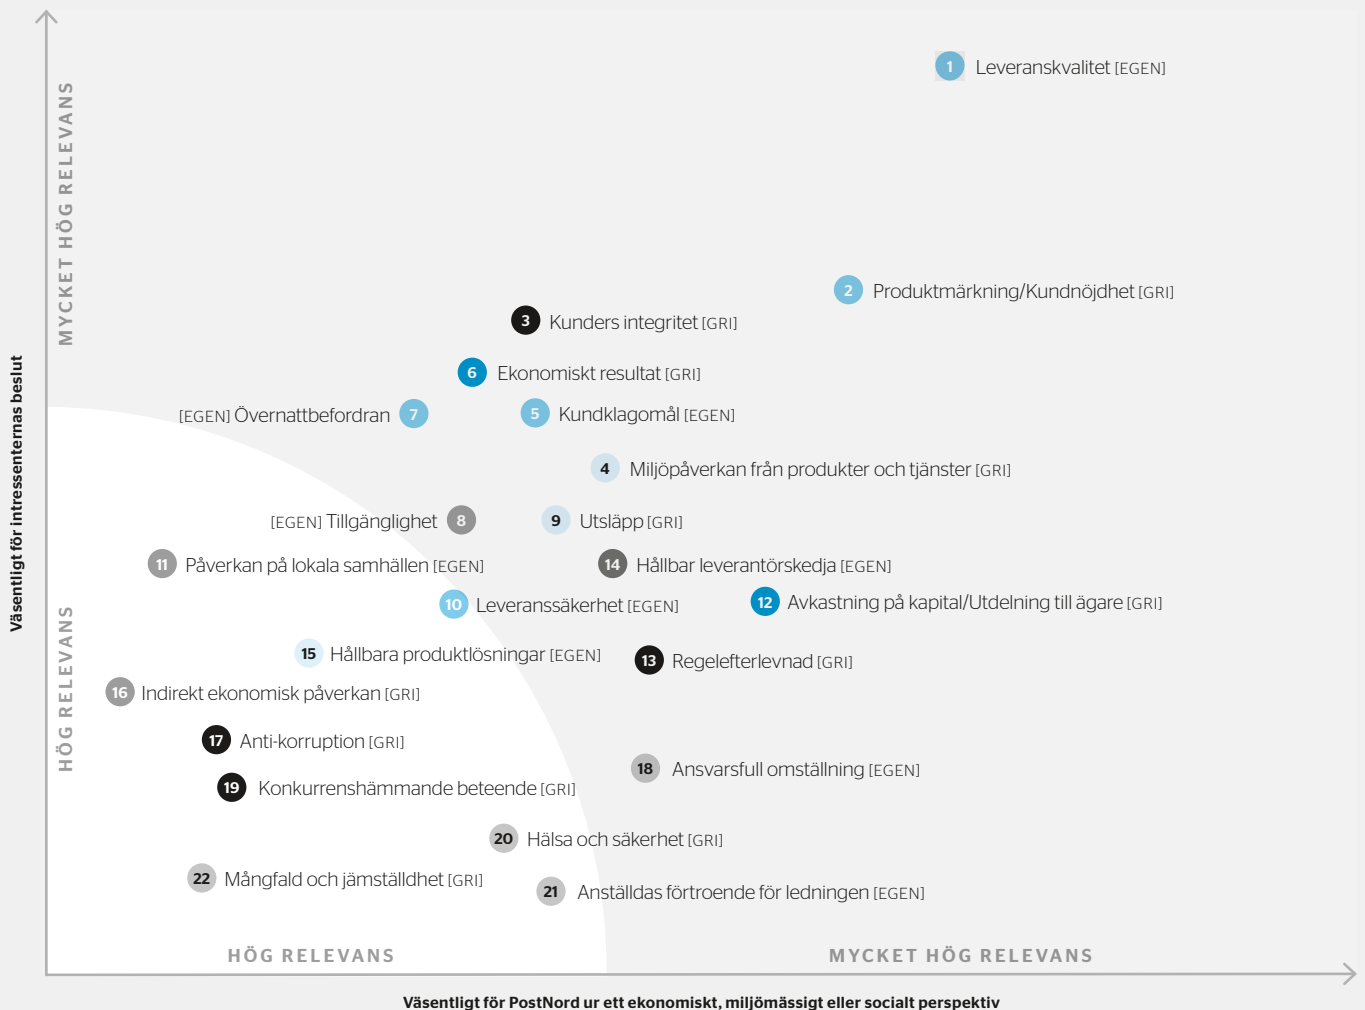 MYCKET HÖG RELEVANS
HÖG RELEVANS
Väsentligt för intressenternas beslut
1 Leveranskvalitet [EGEN]
2 Produktmärkning/Kundnöjdhet [GRI]
3 Kunders integritet [GRI]
6 Ekonomiskt resultat [GRI]
[EGEN] Övernattbefordran 7
5 Kundklagomål [EGEN]
4 Miljöpåverkan från produkter och tjänster [GRI]
[EGEN] Tillgänglighet 8
9 Utsläpp [GRI]
11 Påverkan på lokala samhällen [EGEN]
14 Hållbar leverantörskedja [EGEN]
10 Leveranssäkerhet [EGEN]
12 Avkastning på kapital/Utdelning till ägare [GRI]
15 Hållbara produktlösningar [EGEN]
13 Regelefterlevnad [GRI]
16 Indirekt ekonomisk påverkan [GRI]
17 Anti-korruption [GRI]
18 Ansvarsfull omställning [EGEN]
19 Konkurrenshämmande beteende [GRI]
20 Hälsa och säkerhet [GRI]
22 Mångfald och jämställdhet [GRI]
21 Anställdas förtroende för ledningen [EGEN]
HÖG RELEVANS
MYCKET HÖG RELEVANS
Väsentligt för PostNord ur ett ekonomiskt, miljömässigt eller socialt perspektiv